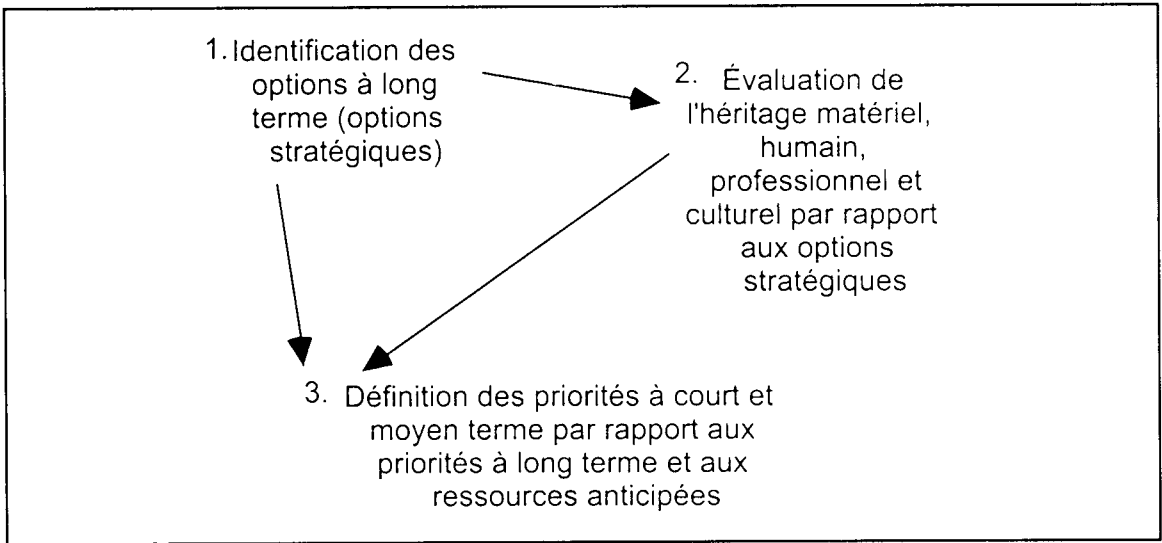 1. Identification des
options à long
terme (options
stratégiques)
2. Évaluation de
l'héritage matériel,
humain,
professionnel et
culturel par rapport
aux options
stratégiques
3. Définition des priorités à court et
moyen terme par rapport aux
priorités à long terme et aux
ressources anticipées